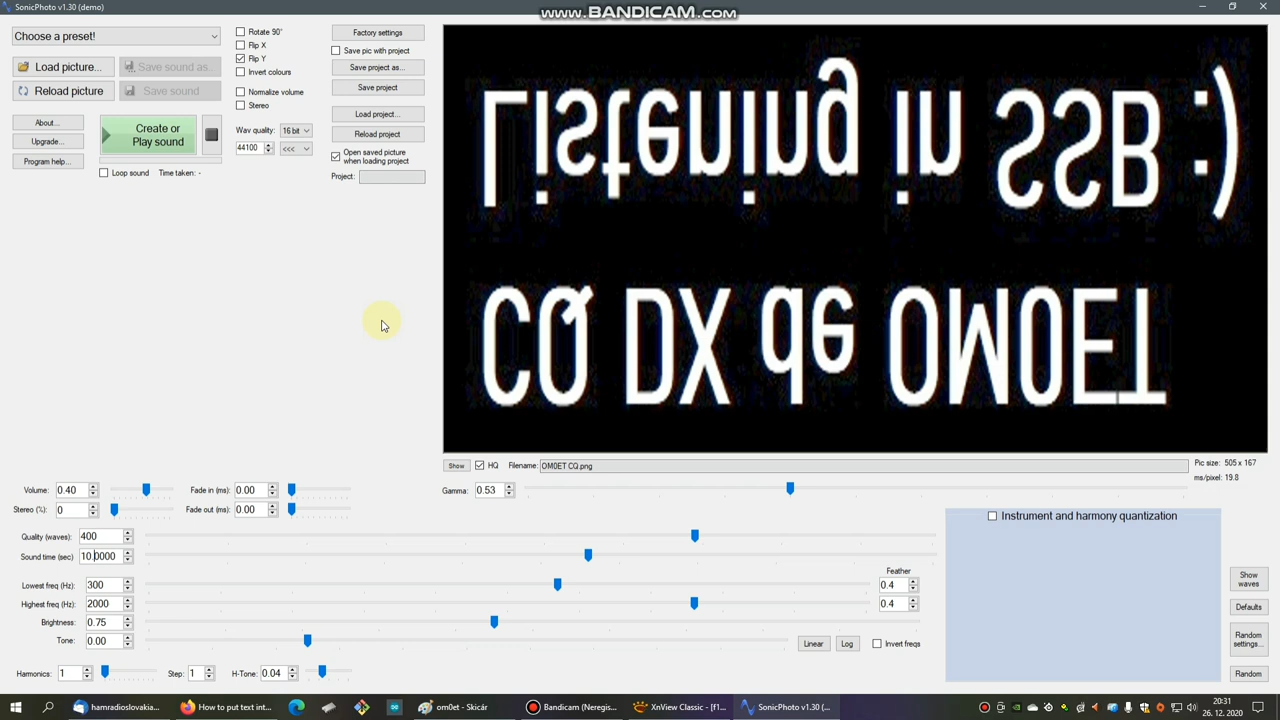 SonicPhoto v1.30 (demo)
www.BANDICAM.com
Choose a preset!
Load picture...
Save sound as...
Reload picture
Save sound
About...
Upgrade...
Program help...
Create or
Play sound
Loop sound
Time taken: -
Rotate 90°
Flip X
Flip Y
Invert colours
Normalize volume
Stereo
Wav quality: 16 bit
44100 <<<
Factory settings
Save pic with project
Save project as...
Save project
Load project...
Reload project
Open saved picture
when loading project
Project:
Listening in SSB :)
CQ DX de OM0ET
Show
HQ
Filename: OM0ET CQ.png
Pic size: 505 x 167
ms/pixel: 19.8
Gamma: 0.53
Volume: 0.40
Fade in (ms): 0.00
Stereo (%): 0
Fade out (ms): 0.00
Quality (waves): 400
Sound time (sec) 10.0000
Lowest freq (Hz): 300
Highest freq (Hz): 2000
Brightness: 0.75
Tone: 0.00
Feather
0.4
0.4
Linear
Log
Invert freqs
Harmonics: 1
Step: 1
H-Tone: 0.04
Instrument and harmony quantization
Show
waves
Defaults
Random
settings...
Random
hamradioslovakia...
How to put text int...
om0et - Skicár
Bandicam (Neregis...
XnView Classic - [f1...
SonicPhoto v1.30 (...
20:31
26. 12. 2020